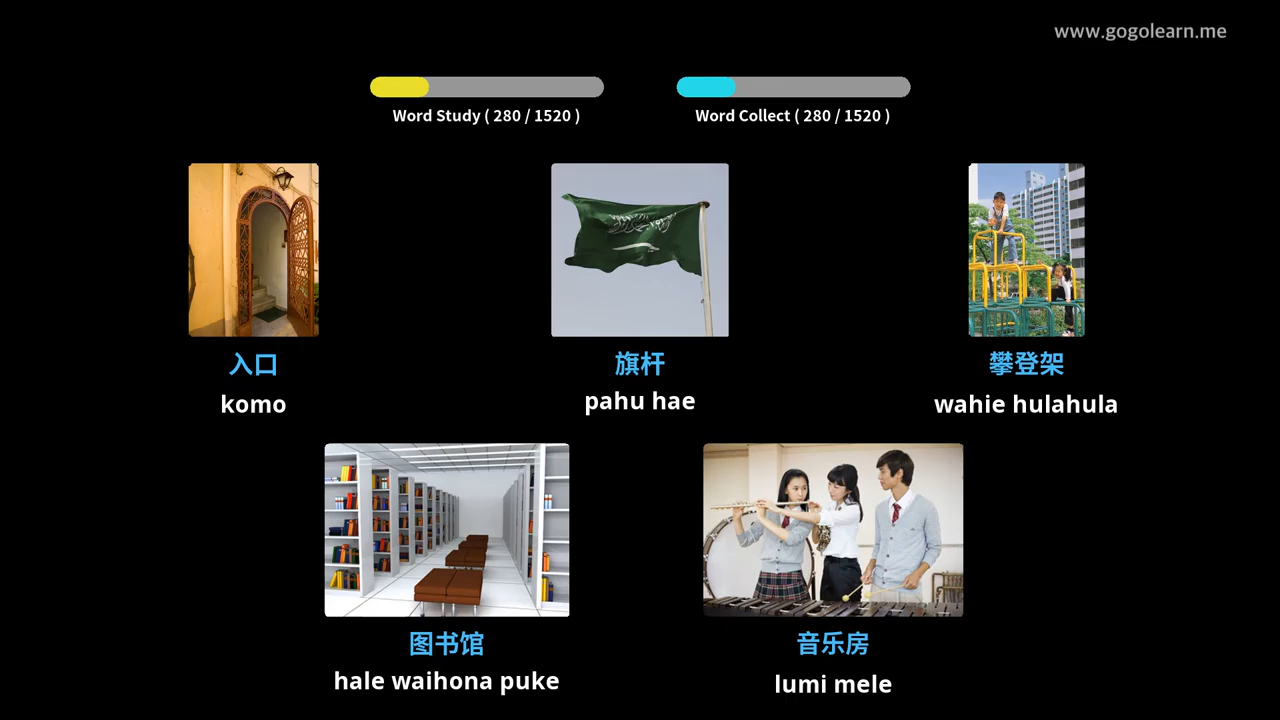 www.gogolearn.me
Word Study ( 280 / 1520 )
Word Collect ( 280 / 1520 )
入口
旗杆
攀登架
komo
pahu hae
wahie hulahula
图书馆
音乐房
hale waihona puke
lumi mele